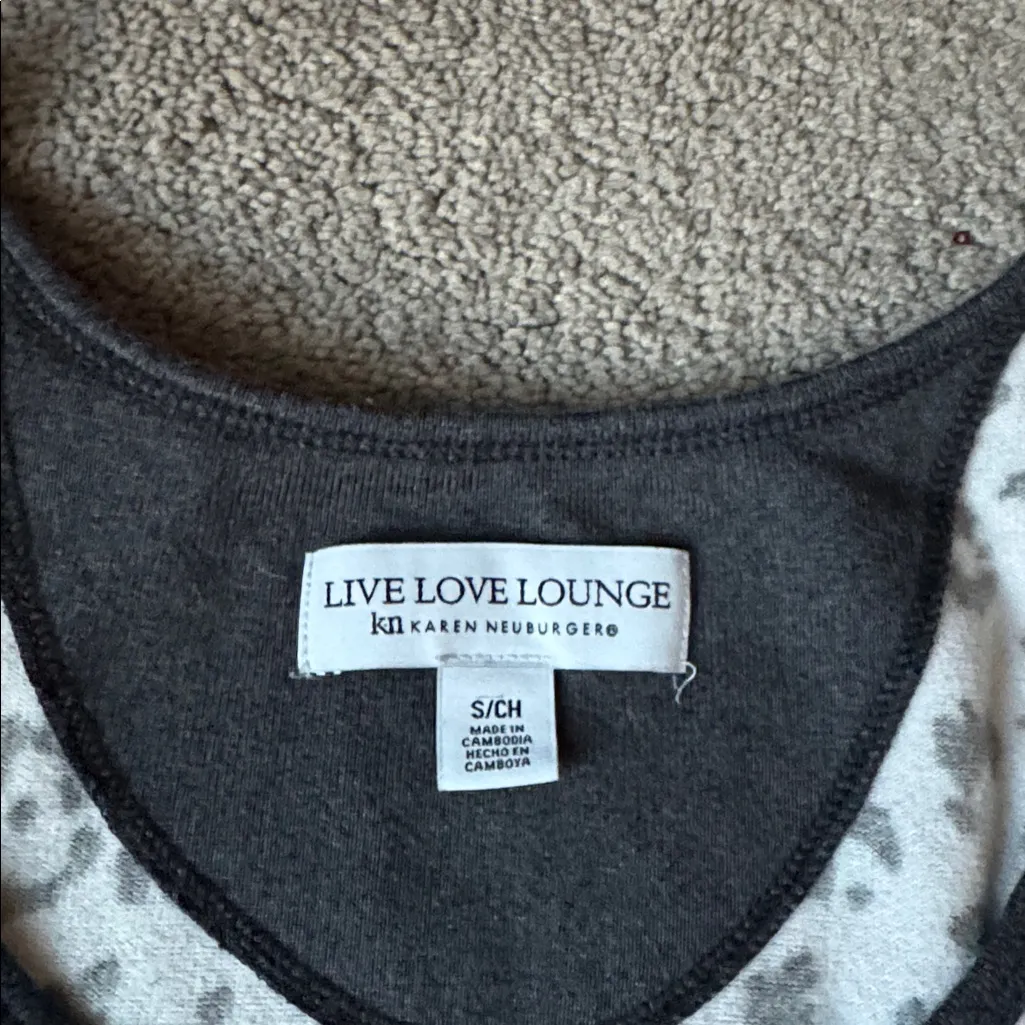 LIVE LOVE LOUNGE
kn KAREN NEUBURGER®
S/CH
MADE IN
CAMBODIA
HECHO EN
CAMBOYA